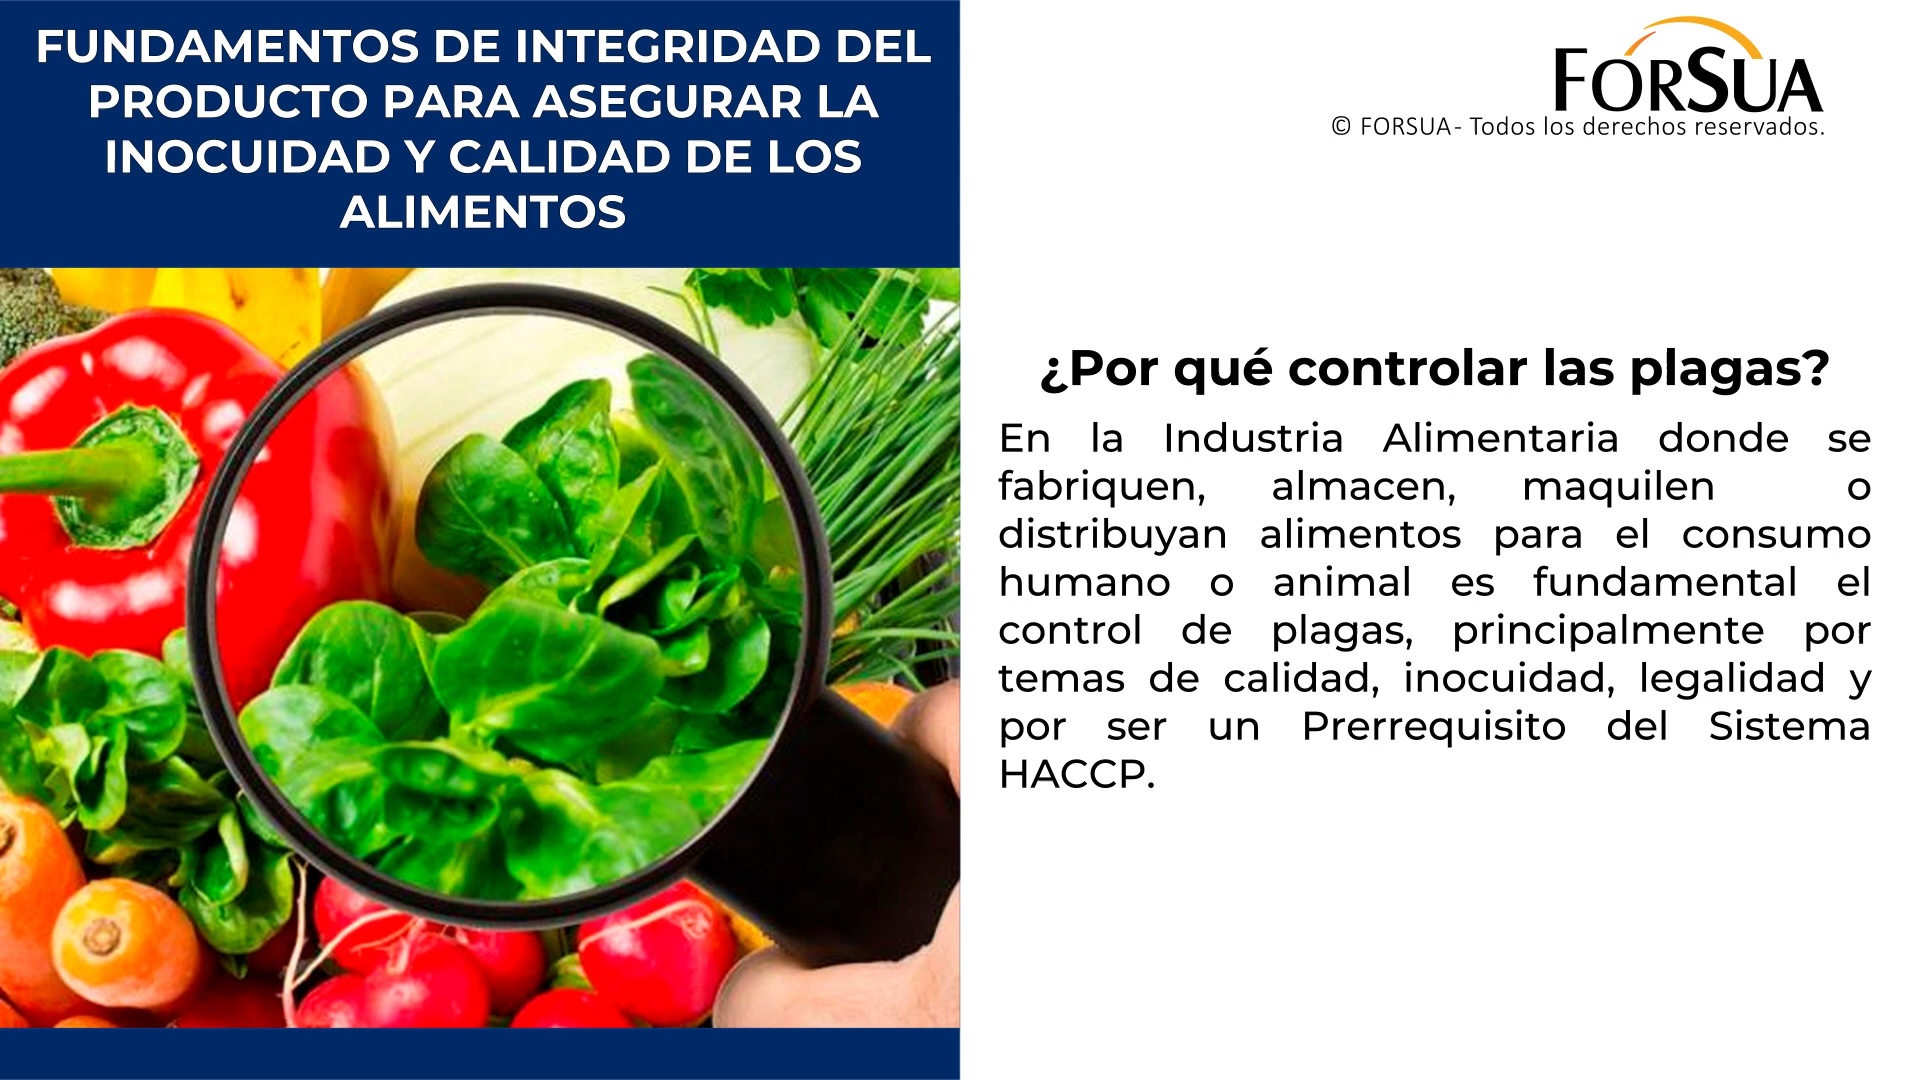 FUNDAMENTOS DE INTEGRIDAD DEL
PRODUCTO PARA ASEGURAR LA
INOCUIDAD Y CALIDAD DE LOS
ALIMENTOS
FORSUA
© FORSUA- Todos los derechos reservados.
¿Por qué controlar las plagas?
En la Industria Alimentaria donde se
fabriquen, almacen, maquilen o
distribuyan alimentos para el consumo
humano o animal es fundamental el
control de plagas, principalmente por
temas de calidad, inocuidad, legalidad y
por ser un Prerrequisito del Sistema
HACCP.